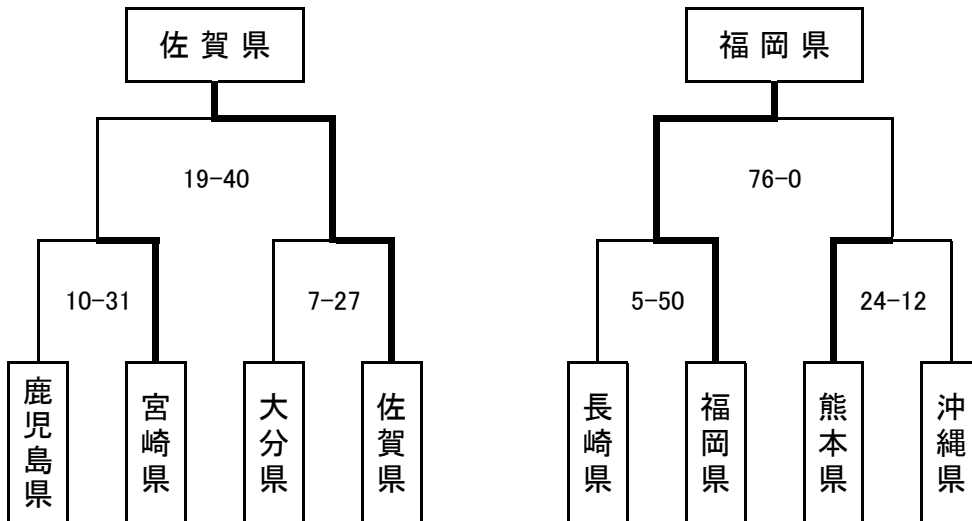 佐賀県
福岡県
19-40
76-0
10-31
7-27
5-50
24-12
鹿児島県
宮崎県
大分県
佐賀県
長崎県
福岡県
熊本県
沖縄県